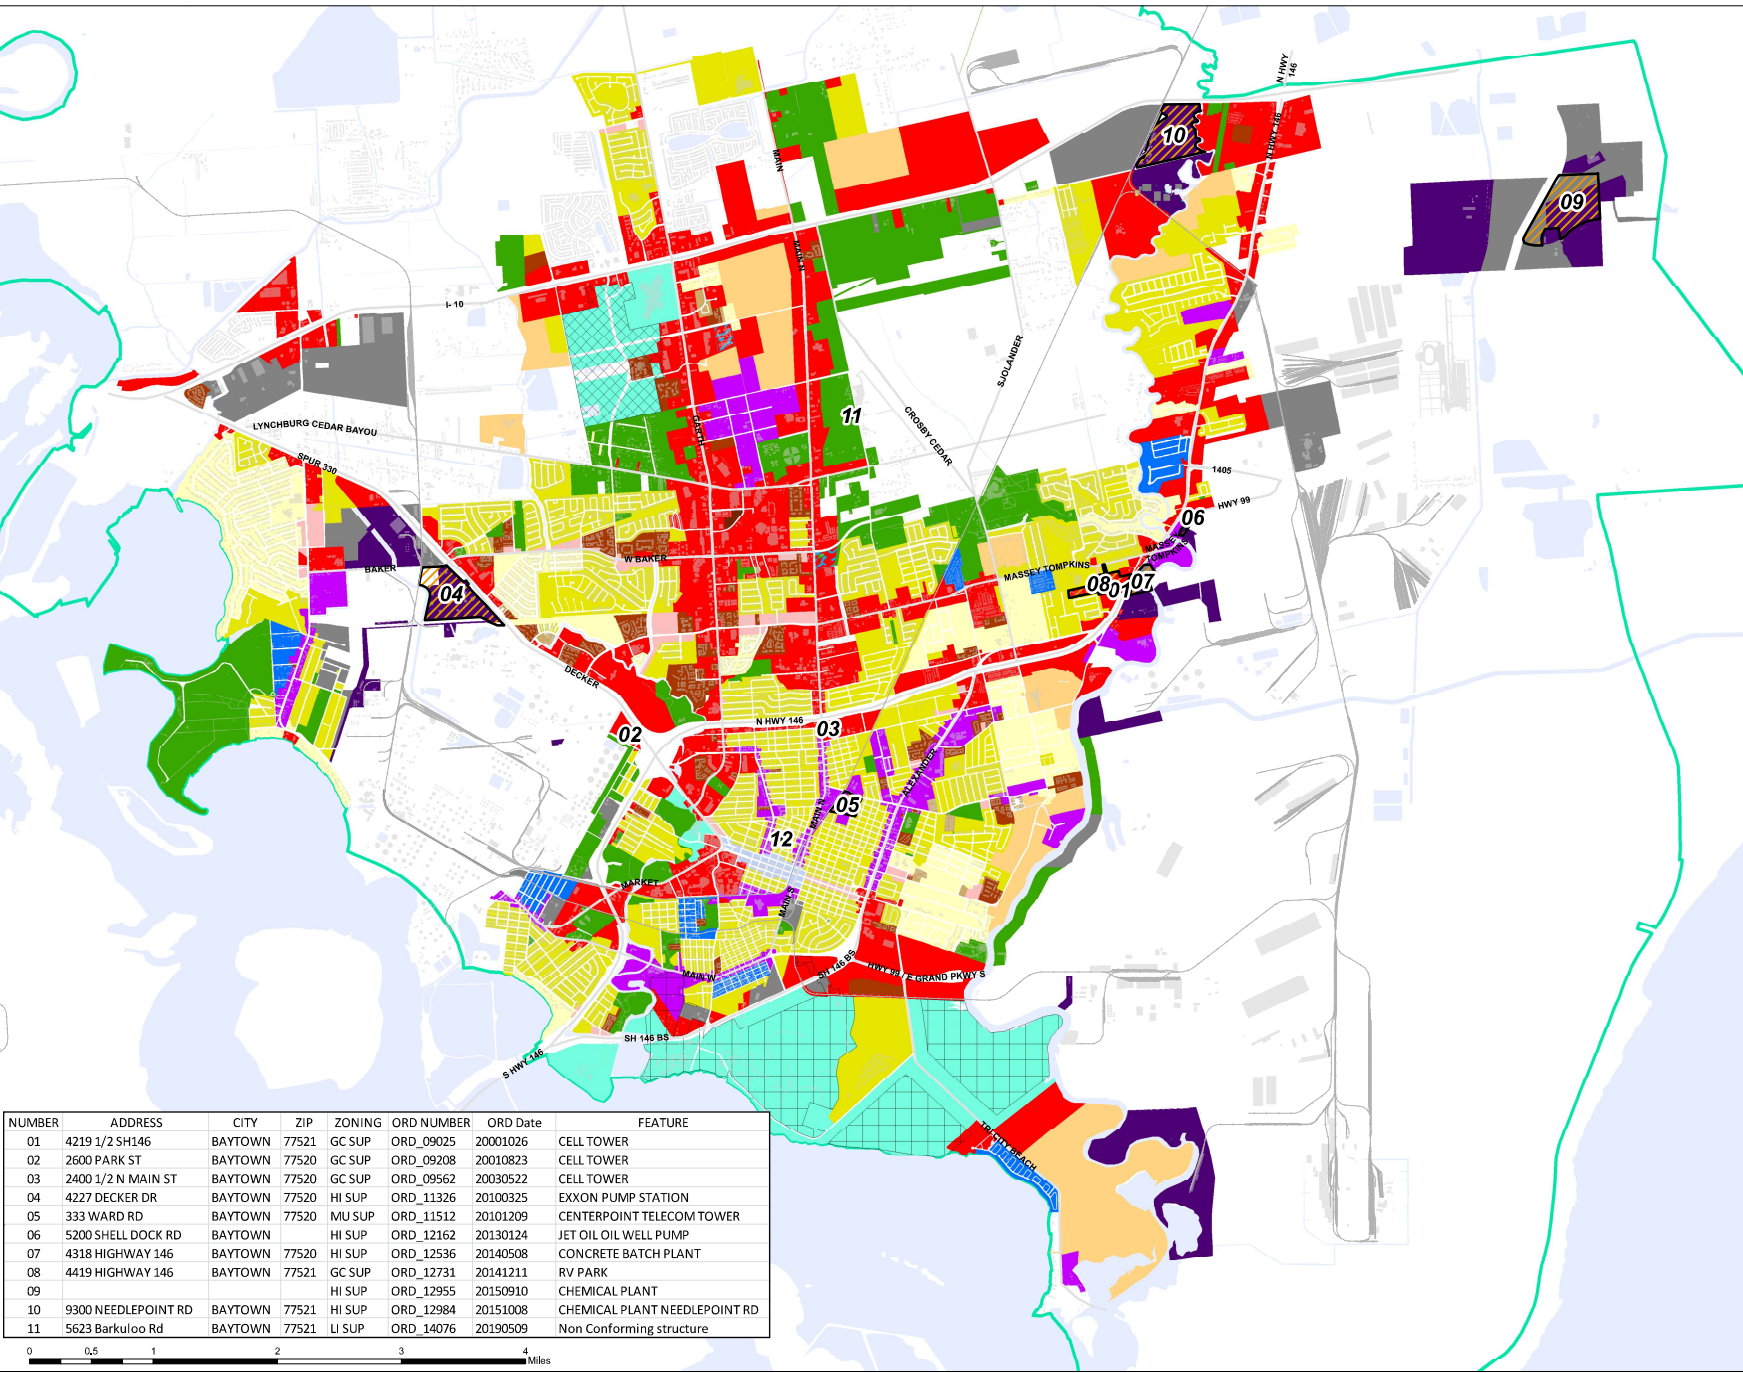 N HWY
146
10
09
N HWY 146
MAIN
MAIN N
I- 10
SJOLANDER
11
GARTH
CROSBY CEDAR
LYNCHBURG CEDAR BAYOU
SPUR 330
1405
HWY 99
06
MASSEY
TOMPKINS
W BAKER
BAKER
MASSEY TOMPKINS
04
08
01
07
DECKER
N HWY 146
02
03
ALEXANDER
MAIN N
05
12
MARKET
MAIN S
MAIN W
SH 146 BS
HWY 99 / E GRAND PKWY S
SH 146 BS
S HWY 146
TRI CITY BEACH
NUMBER ADDRESS CITY ZIP ZONING ORD NUMBER ORD Date FEATURE
01 4219 1/2 SH146 BAYTOWN 77521 GC SUP ORD_09025 20001026 CELL TOWER
02 2600 PARK ST BAYTOWN 77520 GC SUP ORD_09208 20010823 CELL TOWER
03 2400 1/2 N MAIN ST BAYTOWN 77520 GC SUP ORD_09562 20030522 CELL TOWER
04 4227 DECKER DR BAYTOWN 77520 HI SUP ORD_11326 20100325 EXXON PUMP STATION
05 333 WARD RD BAYTOWN 77520 MU SUP ORD_11512 20101209 CENTERPOINT TELECOM TOWER
06 5200 SHELL DOCK RD BAYTOWN HI SUP ORD_12162 20130124 JET OIL OIL WELL PUMP
07 4318 HIGHWAY 146 BAYTOWN 77520 HI SUP ORD_12536 20140508 CONCRETE BATCH PLANT
08 4419 HIGHWAY 146 BAYTOWN 77521 GC SUP ORD_12731 20141211 RV PARK
09 HI SUP ORD_12955 20150910 CHEMICAL PLANT
10 9300 NEEDLEPOINT RD BAYTOWN 77521 HI SUP ORD_12984 20151008 CHEMICAL PLANT NEEDLEPOINT RD
11 5623 Barkuloo Rd BAYTOWN 77521 LI SUP ORD_14076 20190509 Non Conforming structure
0 0.5 1 2 3 4
Miles